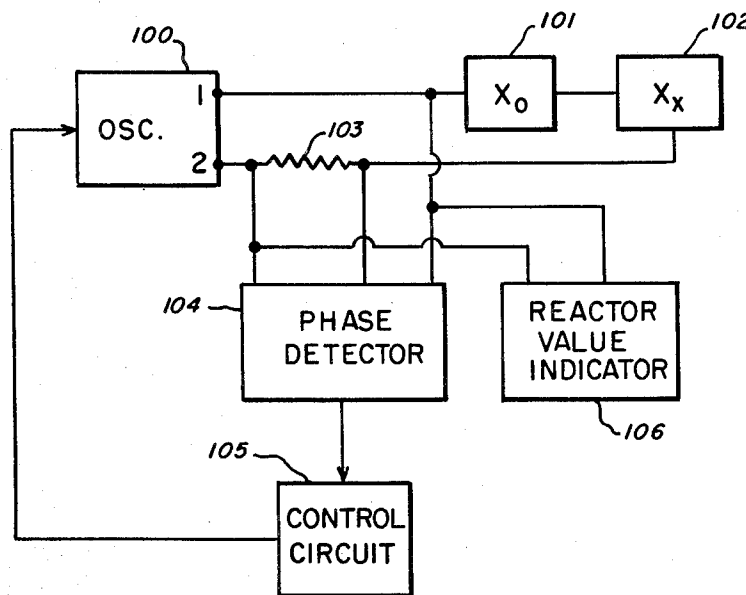 100
101
102
1
OSC.
X0
Xx
103
2
104
PHASE
DETECTOR
REACTOR
VALUE
INDICATOR
106
105
CONTROL
CIRCUIT